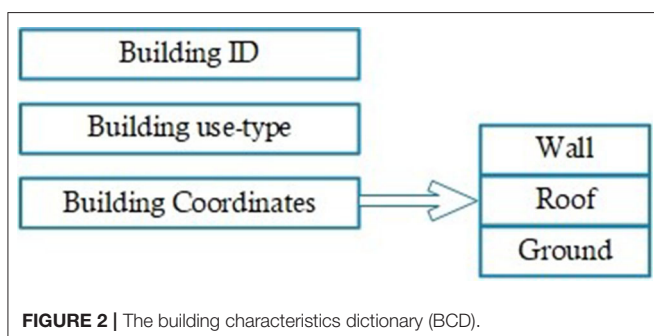 Building ID
Building use-type
Building Coordinates
Wall
Roof
Ground
FIGURE 2 | The building characteristics dictionary (BCD).